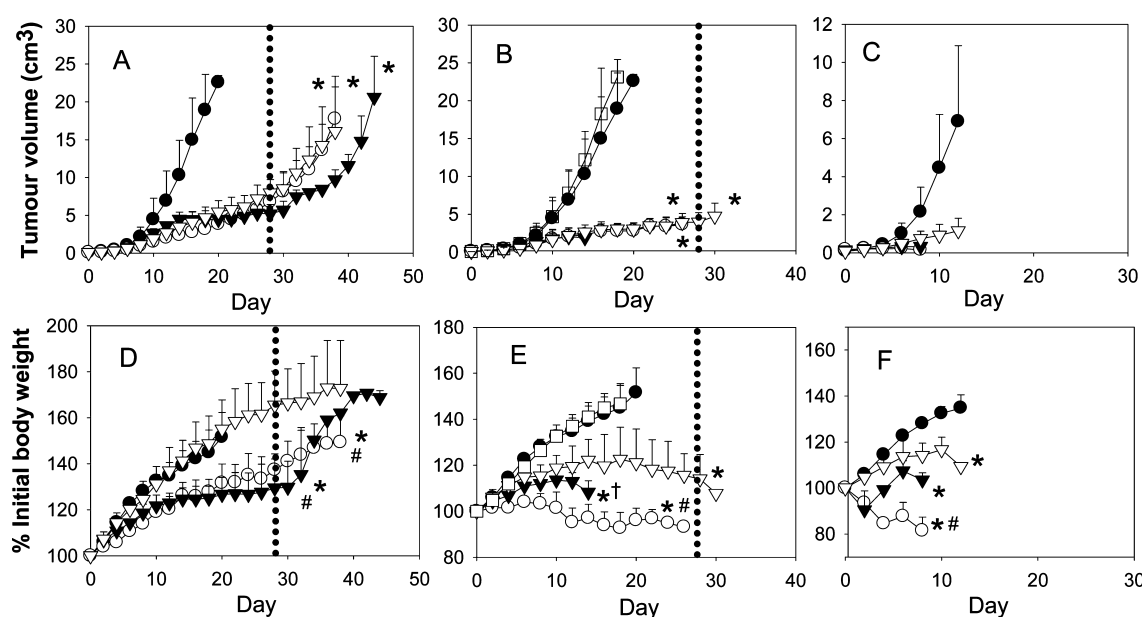 Tumour volume (cm3)
A
30
25
20
15
10
5
0
* * *
0 10 20 30 40 50
Day
B
30
25
20
15
10
5
0
* * *
0 10 20 30 40
Day
C
12
10
8
6
4
2
0
0 10 20 30
Day
% Initial body weight
D
200
180
160
140
120
100
*
#
# *
0 10 20 30 40 50
Day
E
180
160
140
120
100
80
*
*†
*#
0 10 20 30 40
Day
F
160
140
120
100
80
*
*
*#
0 10 20 30
Day